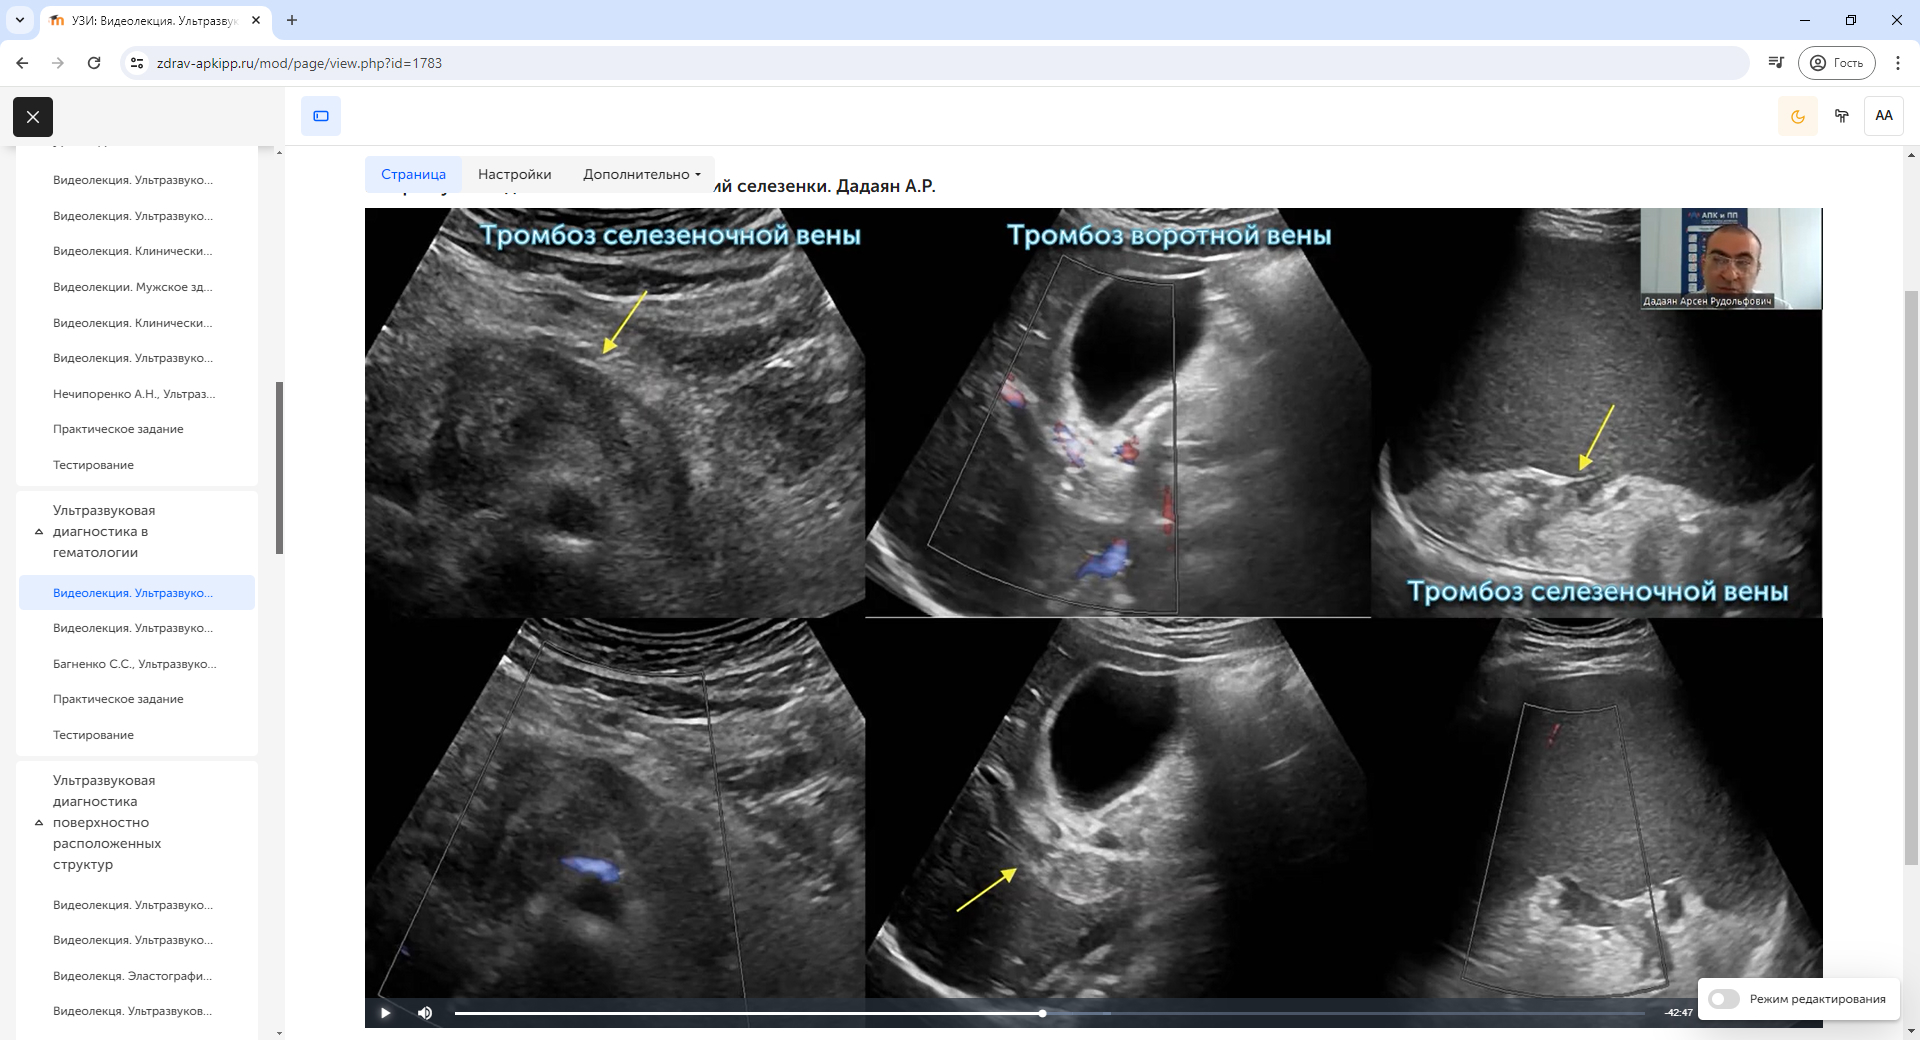 УЗИ: Видеолекция. Ультразвук
zdrav-apkipp.ru/mod/page/view.php?id=1783
Гость
AA
Видеолекция. Ультразвуко...
Видеолекция. Ультразвуко...
Видеолекция. Клинически...
Видеолекции. Мужское зд...
Видеолекция. Клинически...
Видеолекция. Ультразвуко...
Нечипоренко А.Н., Ультраз...
Практическое задание
Тестирование
Ультразвуковая
диагностика в
гематологии
Видеолекция. Ультразвуко...
Видеолекция. Ультразвуко...
Багненко С.С., Ультразвуко...
Практическое задание
Тестирование
Ультразвуковая
диагностика
поверхностно
расположенных
структур
Видеолекция. Ультразвуко...
Видеолекция. Ультразвуко...
Видеолекця. Эластографи...
Видеолекця. Ультразвуков...
Страница
Настройки
Дополнительно
ий селезенки. Дадаян А.Р.
Тромбоз селезеночной вены
Тромбоз воротной вены
АПК и ПП
Дадаян Арсен Рудольфович
Тромбоз селезеночной вены
-42:47
Режим редактирования